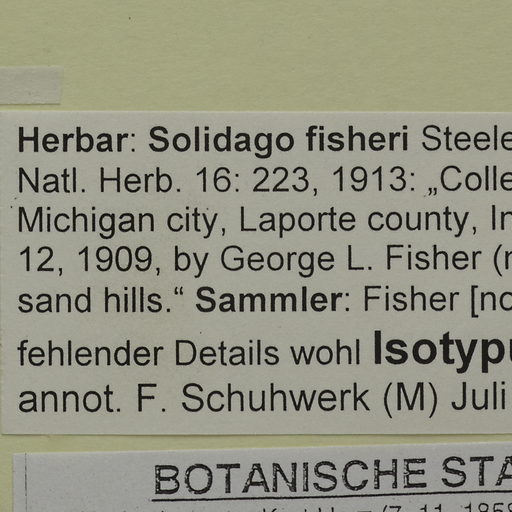 Herbar: Solidago fisheri Steele
Natl. Herb. 16: 223, 1913: „Colle
Michigan city, Laporte county, In
12, 1909, by George L. Fisher (n
sand hills.“ Sammler: Fisher [no
fehlender Details wohl Isotypu
annot. F. Schuhwerk (M) Juli
BOTANISCHE STA